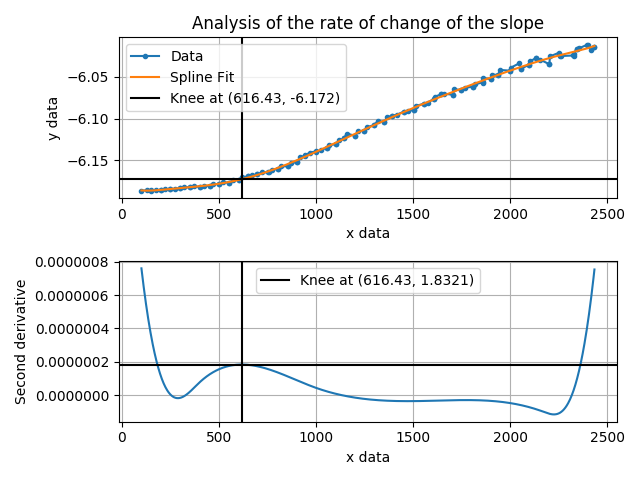 Analysis of the rate of change of the slope
Data
Spline Fit
Knee at (616.43, -6.172)
−6.05
−6.10
−6.15
y data
0
500
1000
1500
2000
2500
x data
Knee at (616.43, 1.8321)
0.0000008
0.0000006
0.0000004
0.0000002
0.0000000
Second derivative
0
500
1000
1500
2000
2500
x data